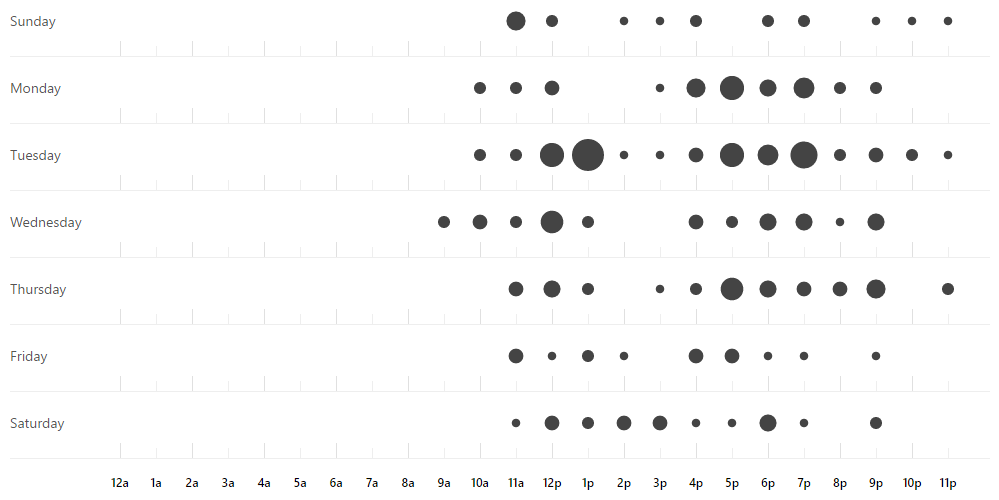 Sunday
Monday
Tuesday
Wednesday
Thursday
Friday
Saturday
12a 1a 2a 3a 4a 5a 6a 7a 8a 9a 10a 11a 12p 1p 2p 3p 4p 5p 6p 7p 8p 9p 10p 11p